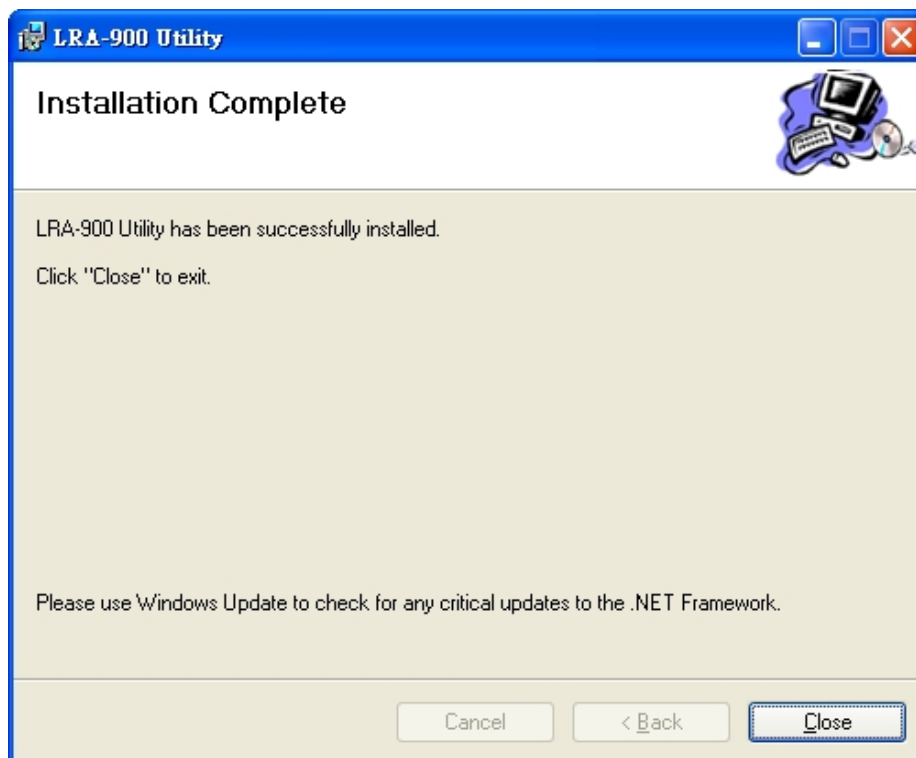 LRA-900 Utility
Installation Complete
LRA-900 Utility has been successfully installed.
Click "Close" to exit.
Please use Windows Update to check for any critical updates to the .NET Framework.
Cancel
< Back
Close